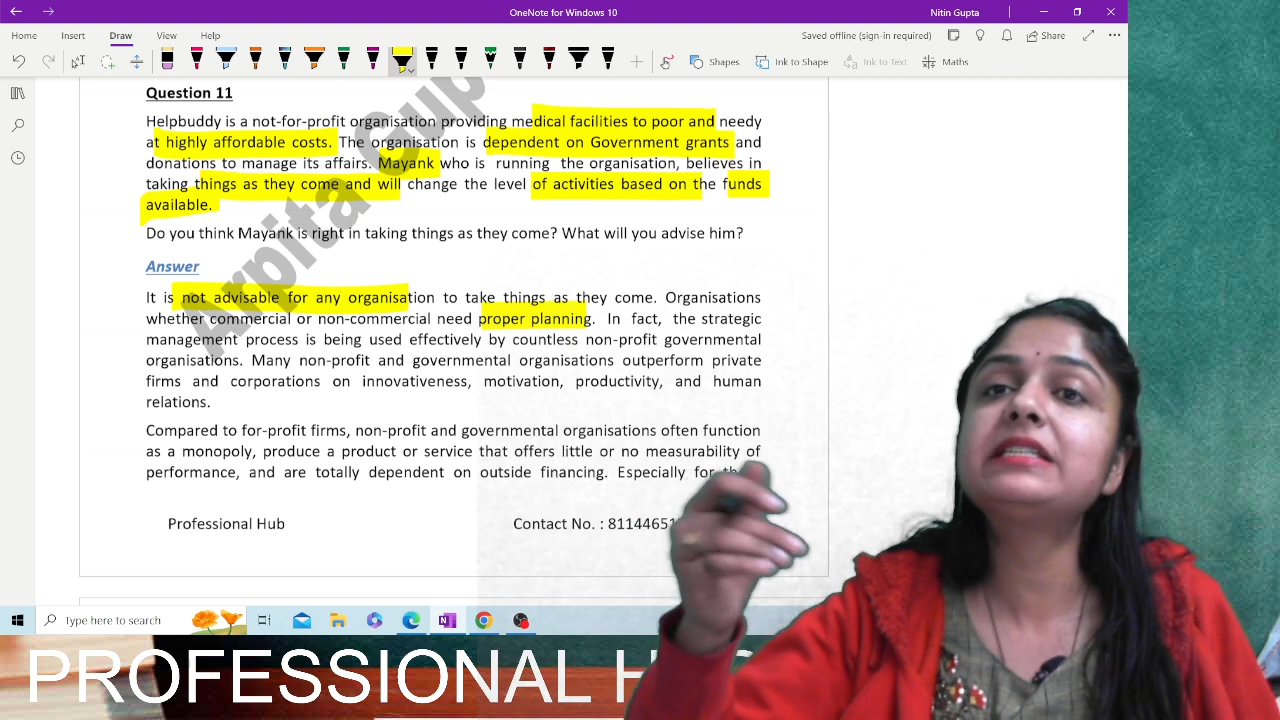 OneNote for Windows 10
Nitin Gupta
Home Insert Draw View Help
Saved offline (sign-in required)
Share
Shapes
Ink to Shape
Ink to Text
Maths
Question 11
Helpbuddy is a not-for-profit organisation providing medical facilities to poor and needy
at highly affordable costs. The organisation is dependent on Government grants and
donations to manage its affairs. Mayank who is running the organisation, believes in
taking things as they come and will change the level of activities based on the funds
available.
Do you think Mayank is right in taking things as they come? What will you advise him?
Answer
It is not advisable for any organisation to take things as they come. Organisations
whether commercial or non-commercial need proper planning. In fact, the strategic
management process is being used effectively by countless non-profit governmental
organisations. Many non-profit and governmental organisations outperform private
firms and corporations on innovativeness, motivation, productivity, and human
relations.
Compared to for-profit firms, non-profit and governmental organisations often function
as a monopoly, produce a product or service that offers little or no measurability of
performance, and are totally dependent on outside financing. Especially for
Professional Hub
Contact No. : 8114465
Arpita Gup
Type here to search
PROFESSIONAL